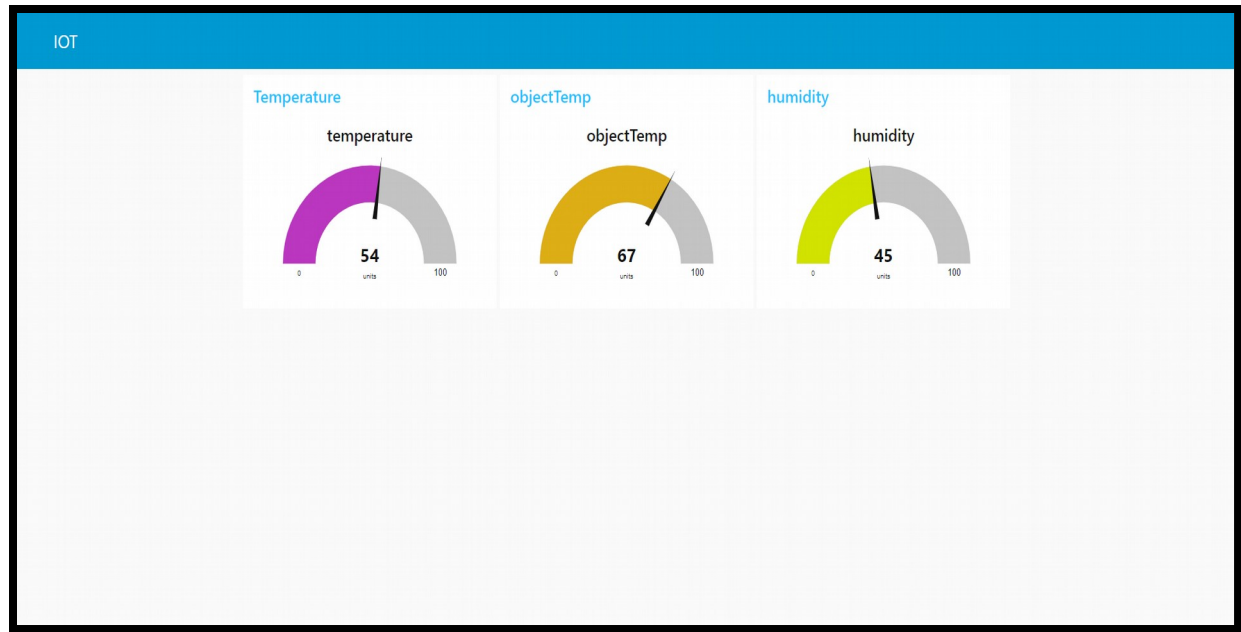 IOT
Temperature
temperature
54
units
0
100
objectTemp
objectTemp
67
units
0
100
humidity
humidity
45
units
0
100